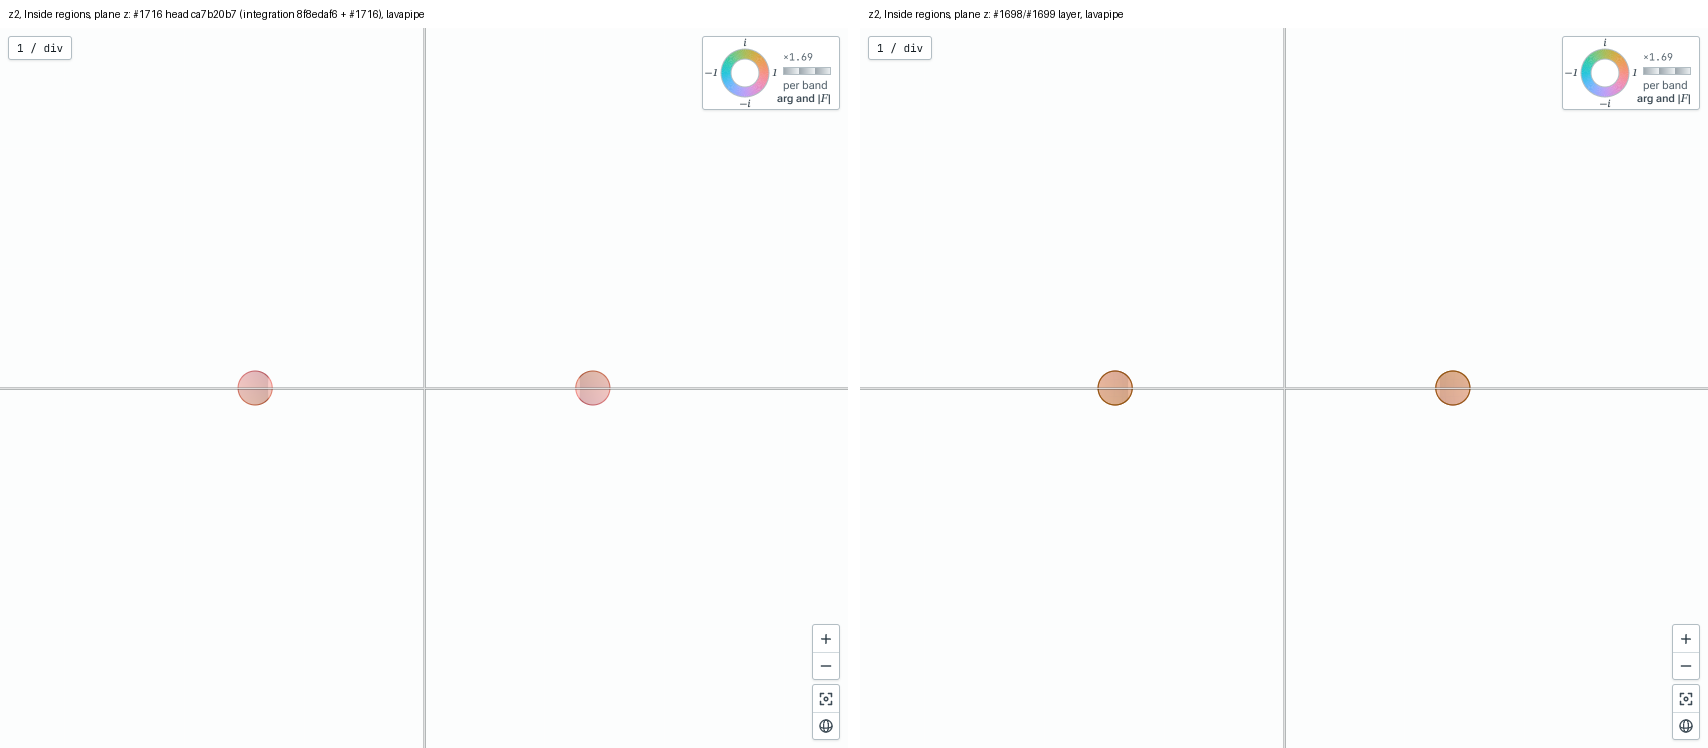 z2, Inside regions, plane z: #1716 head ca7b20b7 (integration 8f8edaf6 + #1716), lavapipe
1 / div
i
−1
1
−i
×1.69
per band
arg and |F|
z2, Inside regions, plane z: #1698/#1699 layer, lavapipe
1 / div
i
−1
1
−i
×1.69
per band
arg and |F|